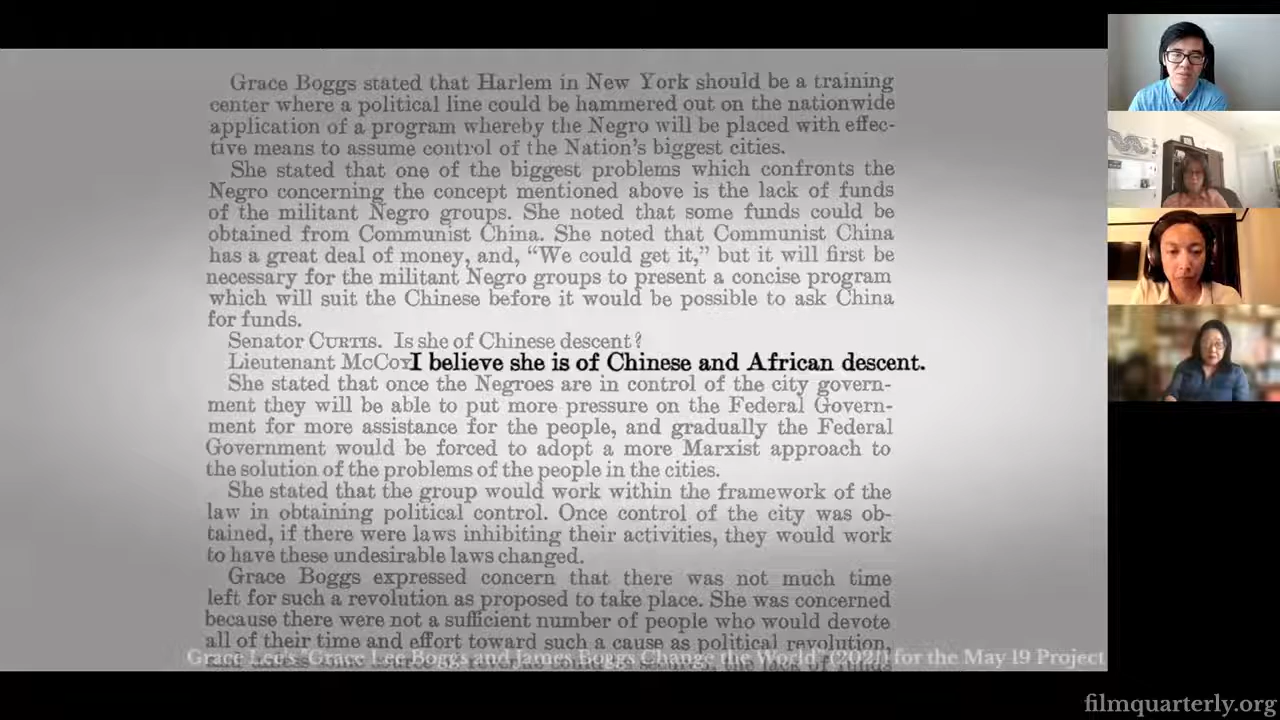 Grace Boggs stated that Harlem in New York should be a training
center where a political line could be hammered out on the nationwide
application of a program whereby the Negro will be placed with effec-
tive means to assume control of the Nation's biggest cities.
She stated that one of the biggest problems which confronts the
Negro concerning the concept mentioned above is the lack of funds
of the militant Negro groups. She noted that some funds could be
obtained from Communist China. She noted that Communist China
has a great deal of money, and, "We could get it," but it will first be
necessary for the militant Negro groups to present a concise program
which will suit the Chinese before it would be possible to ask China
for funds.
Senator CURTIS. Is she of Chinese descent?
Lieutenant McCoy I believe she is of Chinese and African descent.
She stated that once the Negroes are in control of the city govern-
ment they will be able to put more pressure on the Federal Govern-
ment for more assistance for the people, and gradually the Federal
Government would be forced to adopt a more Marxist approach to
the solution of the problems of the people in the cities.
She stated that the group would work within the framework of the
law in obtaining political control. Once control of the city was ob-
tained, if there were laws inhibiting their activities, they would work
to have these undesirable laws changed.
Grace Boggs expressed concern that there was not much time
left for such a revolution as proposed to take place. She was concerned
because there were not a sufficient number of people who would devote
all of their time and effort toward such a cause as political revolution,
Grace Lee's "Grace Lee Boggs and James Boggs Change the World" (2021) for the May 19 Project
filmquarterly.org